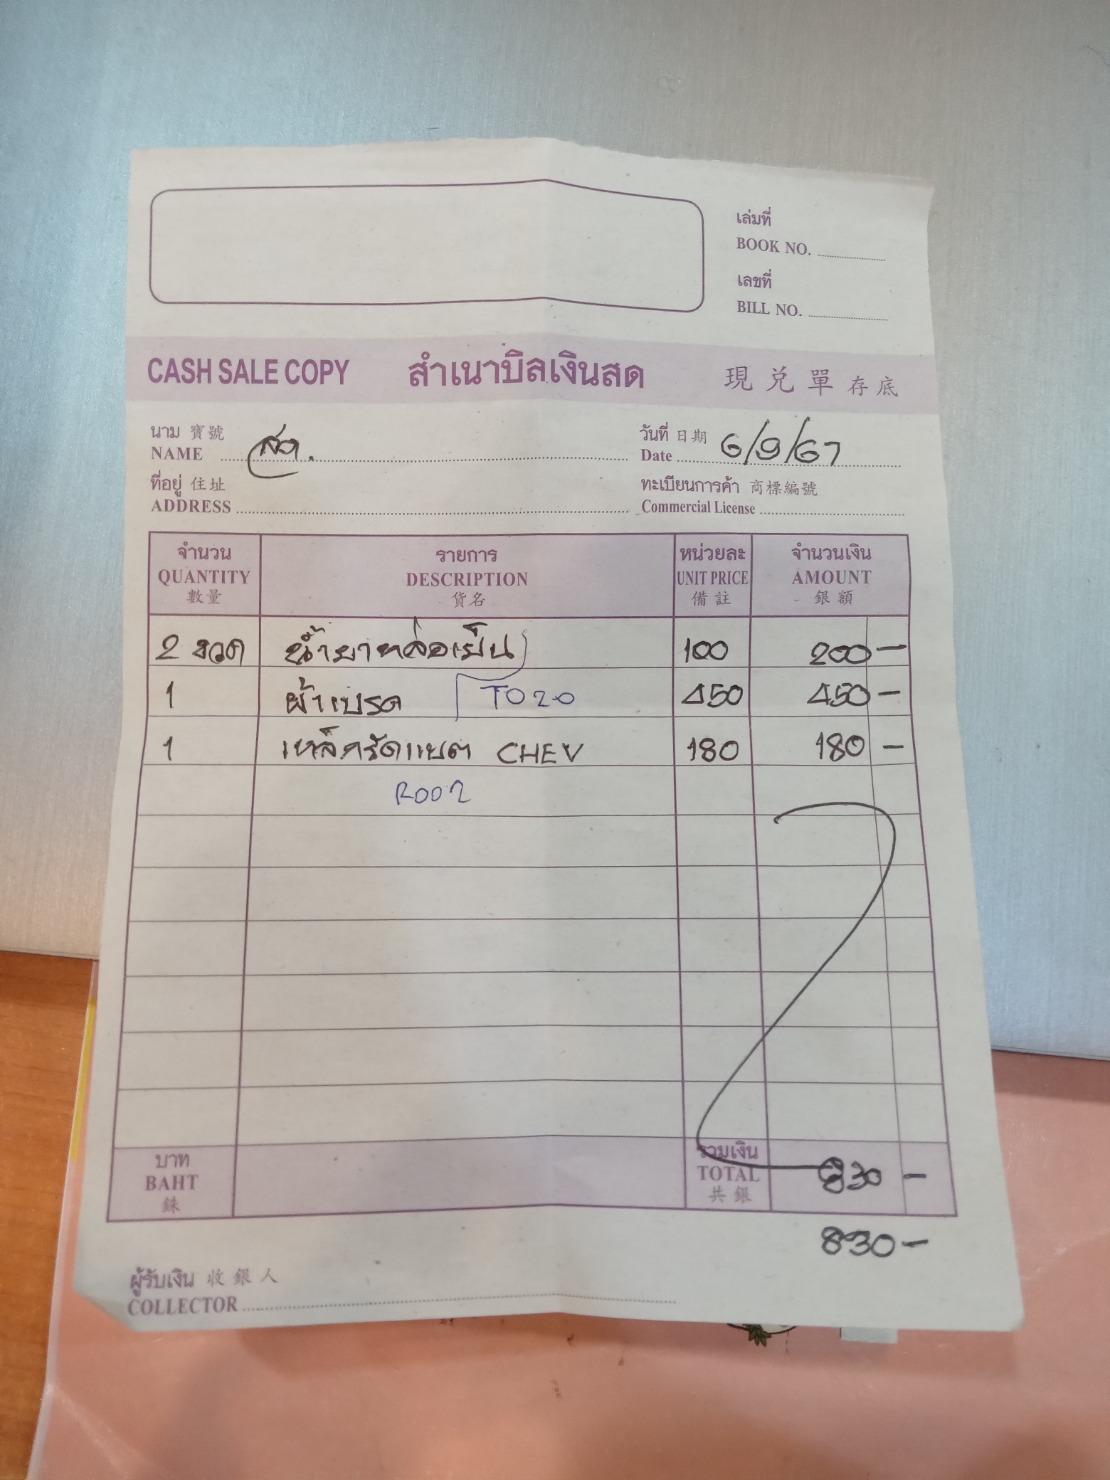 เล่มที่
BOOK NO.
เลขที่
BILL NO.
CASH SALE COPY สำเนาบิลเงินสด 現兌單存底
นาม 寶號
NAME สด.
วันที่ 日期
Date 6/9/67
ที่อยู่ 住址
ADDRESS
ทะเบียนการค้า 商標編號
Commercial License
จำนวน รายการ หน่วยละ จำนวนเงิน
QUANTITY DESCRIPTION UNIT PRICE AMOUNT
數量 貨名 備註 銀額
2 ขวด น้ำยาหล่อเย็น 100 200 -
1 ผ้าเบรค TO20 450 450 -
1 เหล็กรัดแบต CHEV 180 180 -
R002
บาท รวมเงิน
BAHT TOTAL 830 -
銖 共銀
830 -
ผู้รับเงิน 收銀人
COLLECTOR